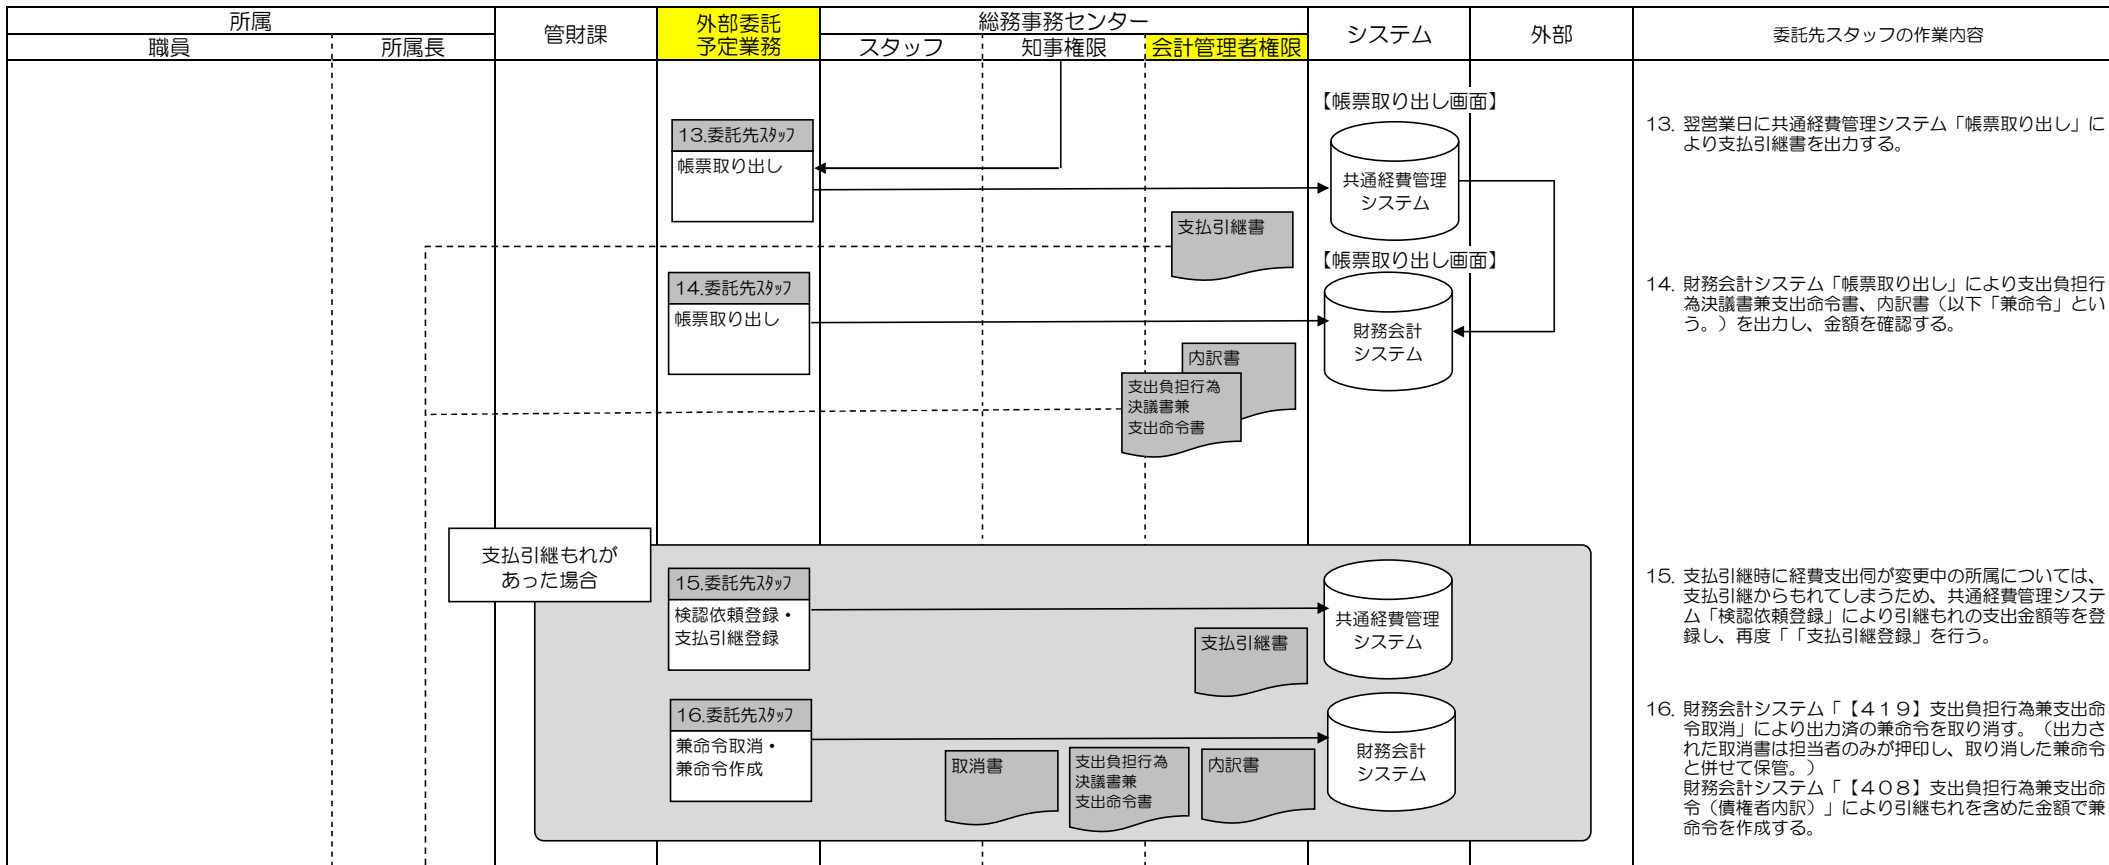 所属
職員
所属長
管財課
外部委託
予定業務
総務事務センター
スタッフ
知事権限
会計管理者権限
システム
外部
委託先スタッフの作業内容
【帳票取り出し画面】
13.委託先ｽﾀｯﾌ
帳票取り出し
共通経費管理
システム
支払引継書
13. 翌営業日に共通経費管理システム「帳票取り出し」に
より支払引継書を出力する。
【帳票取り出し画面】
14.委託先ｽﾀｯﾌ
帳票取り出し
財務会計
システム
内訳書
支出負担行為
決議書兼
支出命令書
14. 財務会計システム「帳票取り出し」により支出負担行
為決議書兼支出命令書、内訳書（以下「兼命令」とい
う。）を出力し、金額を確認する。
支払引継もれが
あった場合
15.委託先ｽﾀｯﾌ
検認依頼登録・
支払引継登録
共通経費管理
システム
支払引継書
15. 支払引継時に経費支出伺が変更中の所属については、
支払引継からもれてしまうため、共通経費管理システ
ム「検認依頼登録」により引継もれの支出金額等を登
録し、再度「「支払引継登録」を行う。
16.委託先ｽﾀｯﾌ
兼命令取消・
兼命令作成
財務会計
システム
取消書
支出負担行為
決議書兼
支出命令書
内訳書
16. 財務会計システム「【４１９】支出負担行為兼支出命
令取消」により出力済の兼命令を取り消す。（出力さ
れた取消書は担当者のみが押印し、取り消した兼命令
と併せて保管。）
財務会計システム「【４０８】支出負担行為兼支出命
令（債権者内訳）」により引継もれを含めた金額で兼
命令を作成する。